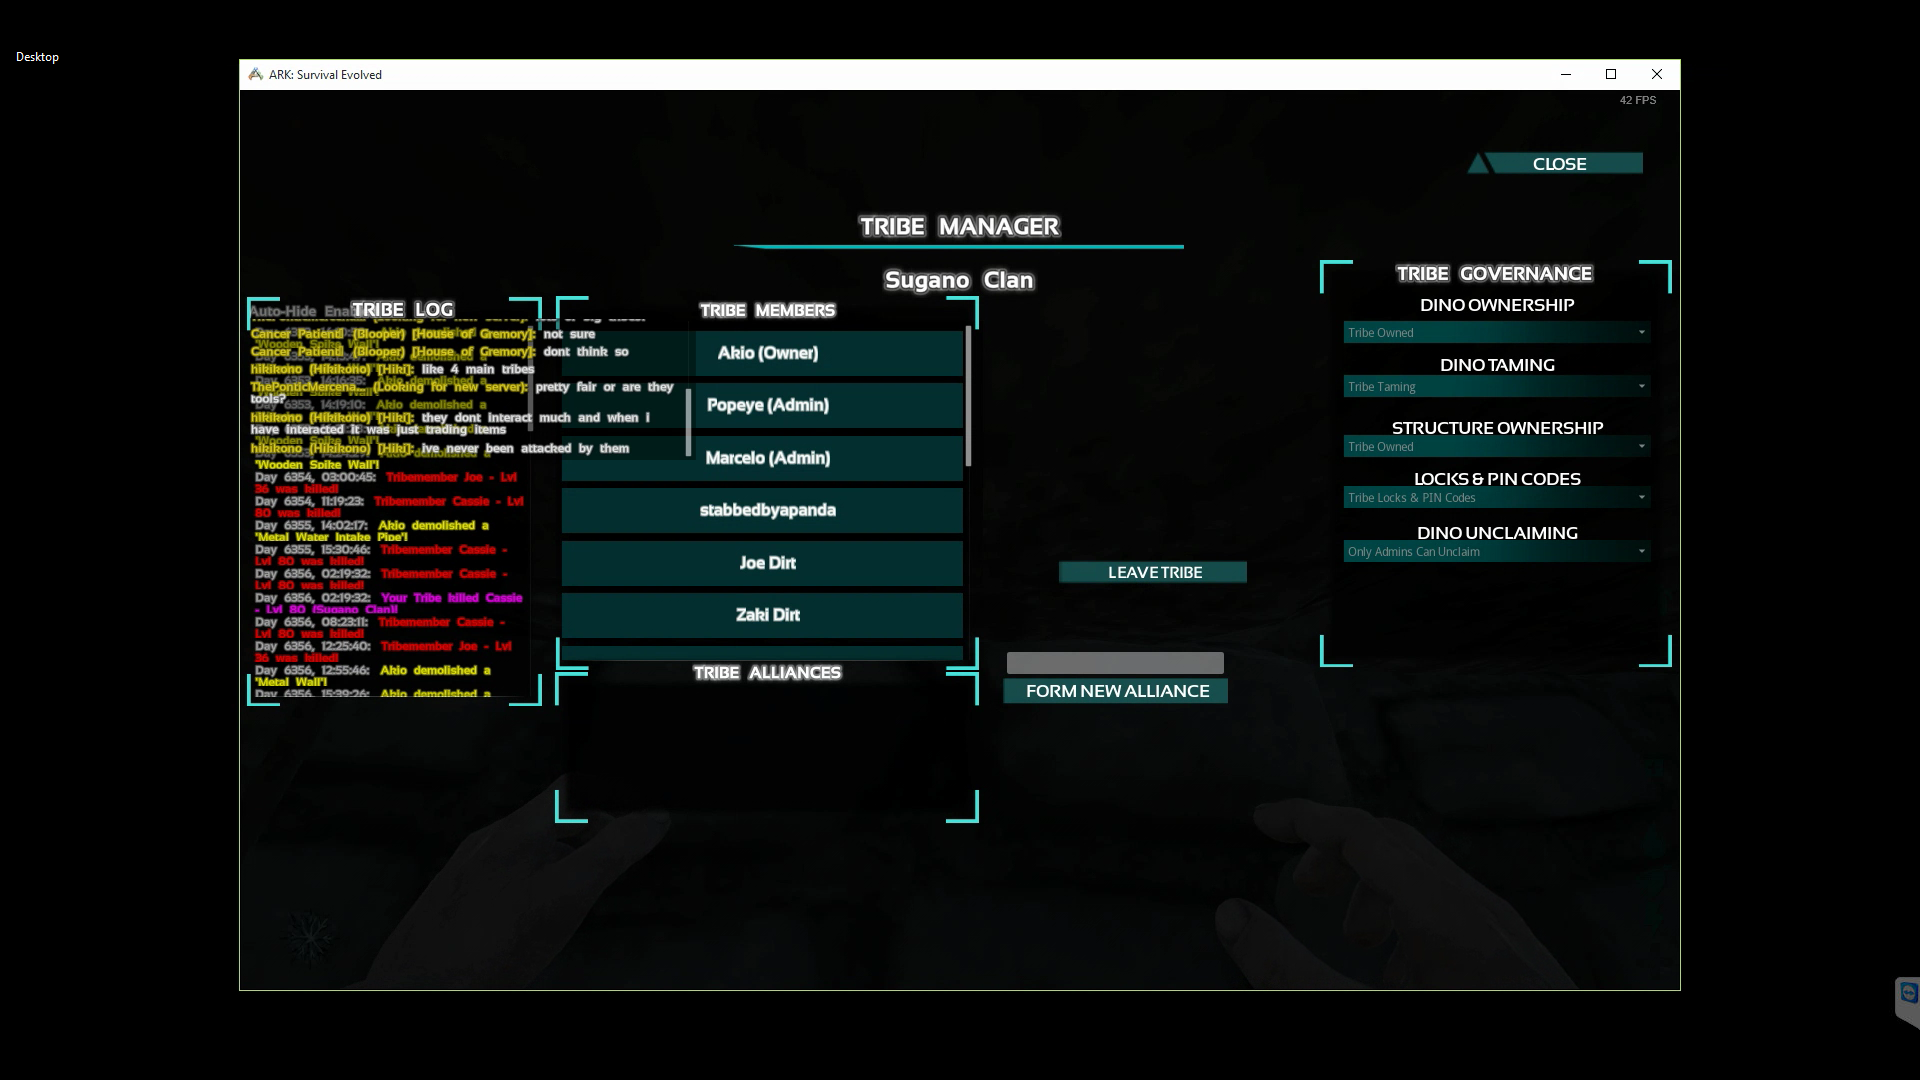 Desktop
ARK: Survival Evolved
42 FPS
CLOSE
TRIBE MANAGER
Sugano Clan
TRIBE LOG
Auto-Hide
Cancer Patient (Blooper) [House of Gremory]: not sure
Cancer Patient (Blooper) [House of Gremory]: dont think so
hikikono (Hikikono) [Hiki]: like 4 main tribes
ThePonticMercena... (Looking for new server): pretty fair or are they
tools?
hikikono (Hikikono) [Hiki]: they dont interact much and when i
have interacted it was just trading items
hikikono (Hikikono) [Hiki]: ive never been attacked by them
'Wooden Spike Wall'!
Day 6354, 03:00:45: Tribemember Joe - Lvl
36 was killed!
Day 6354, 11:19:23: Tribemember Cassie - Lvl
80 was killed!
Day 6355, 14:02:17: Akio demolished a
'Metal Water Intake Pipe'!
Day 6355, 15:30:46: Tribemember Cassie -
Lvl 80 was killed!
Day 6356, 02:19:32: Tribemember Cassie -
Lvl 80 was killed!
Day 6356, 02:19:32: Your Tribe killed Cassie
- Lvl 80 (Sugano Clan)!
Day 6356, 08:23:11: Tribemember Cassie -
Lvl 80 was killed!
Day 6356, 12:25:40: Tribemember Joe - Lvl
36 was killed!
Day 6356, 12:55:46: Akio demolished a
'Metal Wall'!
Day 6356, 15:39:26: Akio demolished a
TRIBE MEMBERS
Akio (Owner)
Popeye (Admin)
Marcelo (Admin)
stabbedbyapanda
Joe Dirt
Zaki Dirt
TRIBE ALLIANCES
LEAVE TRIBE
FORM NEW ALLIANCE
TRIBE GOVERNANCE
DINO OWNERSHIP
Tribe Owned
DINO TAMING
Tribe Taming
STRUCTURE OWNERSHIP
Tribe Owned
LOCKS & PIN CODES
Tribe Locks & PIN Codes
DINO UNCLAIMING
Only Admins Can Unclaim